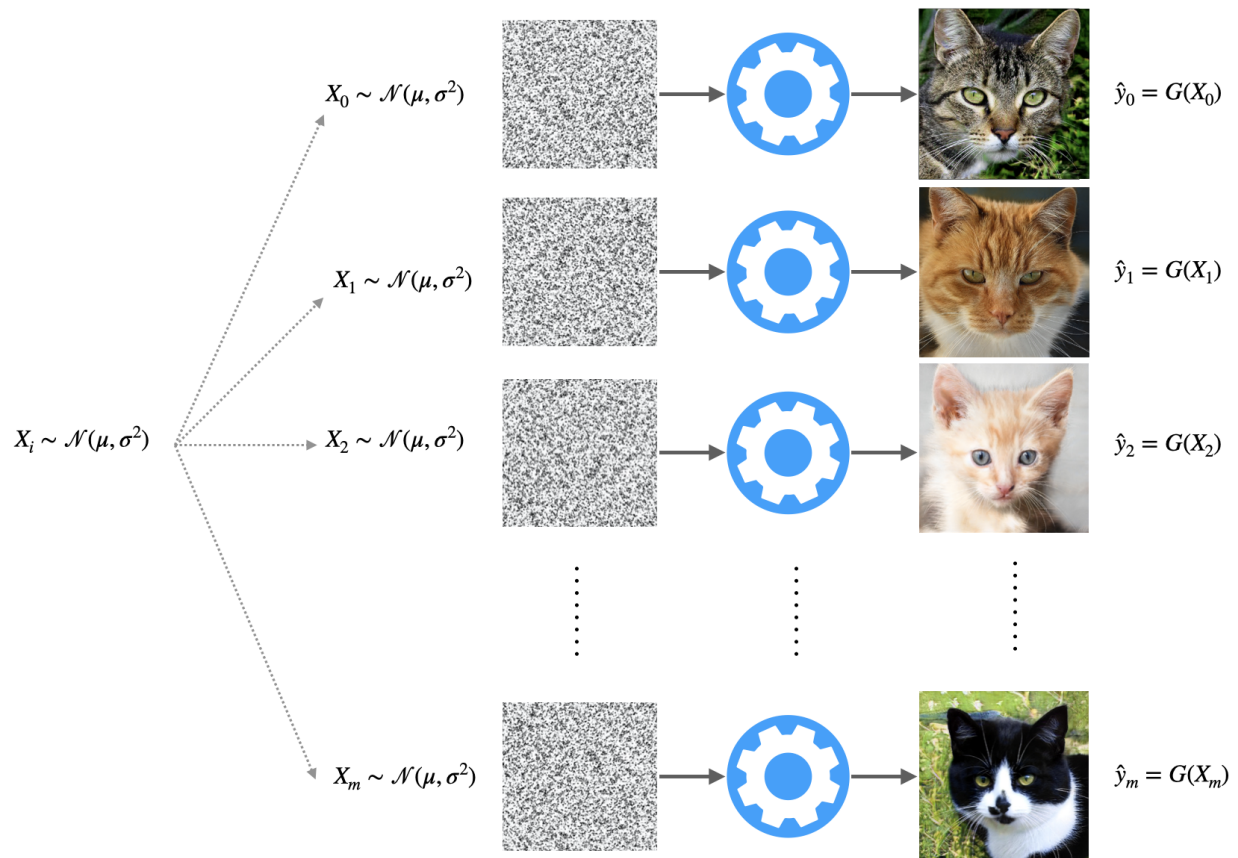 X₀ ∼ 𝒩(μ, σ²)
ŷ₀ = G(X₀)
X₁ ∼ 𝒩(μ, σ²)
ŷ₁ = G(X₁)
Xᵢ ∼ 𝒩(μ, σ²)
X₂ ∼ 𝒩(μ, σ²)
ŷ₂ = G(X₂)
Xₘ ∼ 𝒩(μ, σ²)
ŷₘ = G(Xₘ)